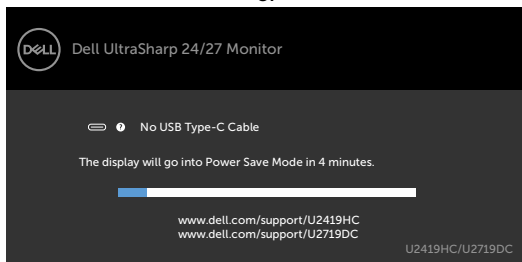 DELL Dell UltraSharp 24/27 Monitor
? No USB Type-C Cable
The display will go into Power Save Mode in 4 minutes.
www.dell.com/support/U2419HC
www.dell.com/support/U2719DC
U2419HC/U2719DC